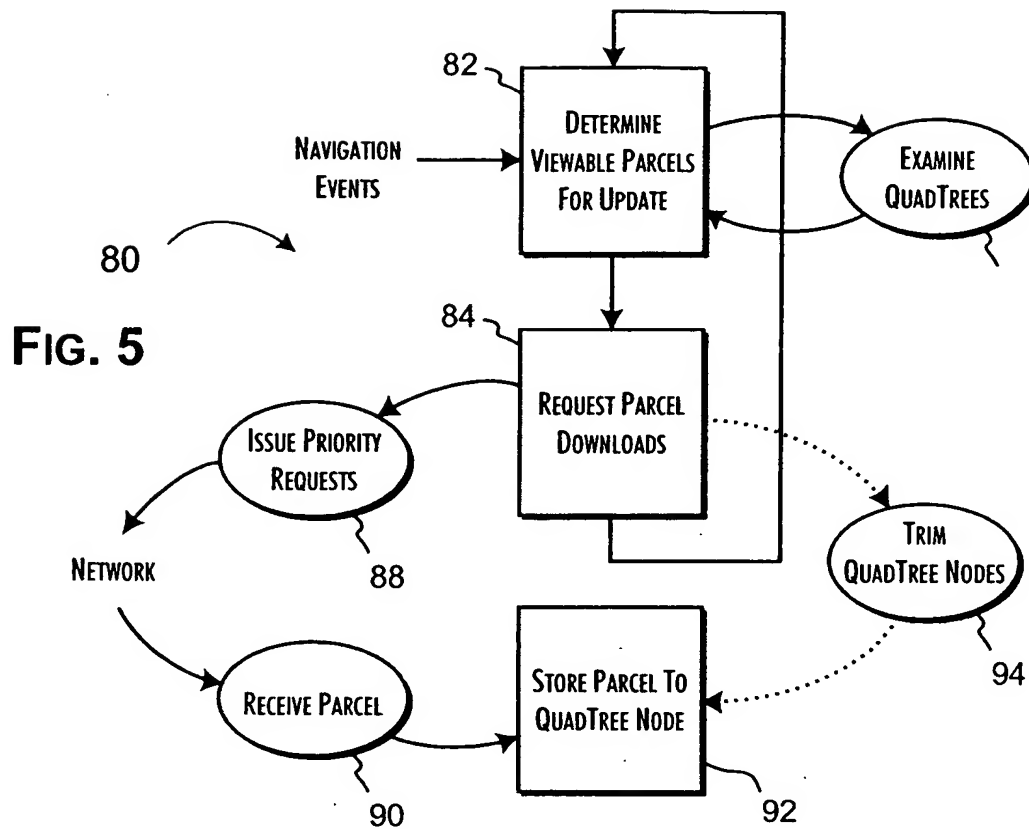 82
DETERMINE
VIEWABLE PARCELS
FOR UPDATE
NAVIGATION
EVENTS
EXAMINE
QUADTREES
80
FIG. 5
84
REQUEST PARCEL
DOWNLOADS
ISSUE PRIORITY
REQUESTS
88
TRIM
QUADTREE NODES
94
NETWORK
STORE PARCEL TO
QUADTREE NODE
92
RECEIVE PARCEL
90